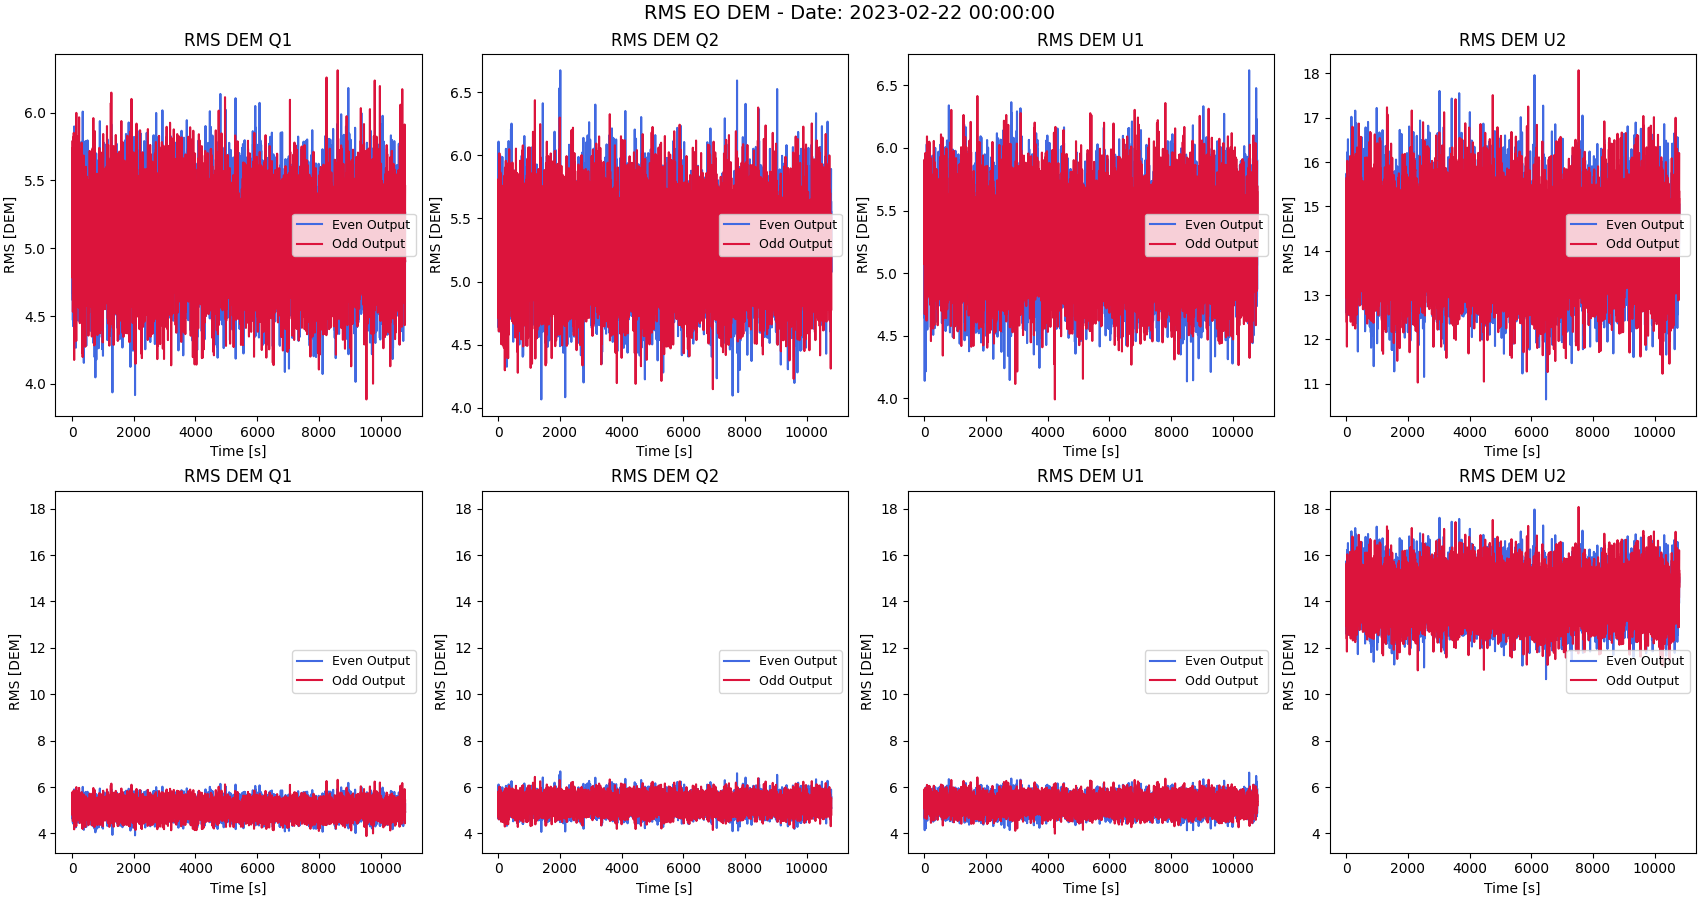 RMS EO DEM - Date: 2023-02-22 00:00:00
RMS DEM Q1
RMS [DEM]
6.0
5.5
5.0
4.5
4.0
Even Output
Odd Output
0 2000 4000 6000 8000 10000
Time [s]
RMS DEM Q2
RMS [DEM]
6.5
6.0
5.5
5.0
4.5
4.0
Even Output
Odd Output
0 2000 4000 6000 8000 10000
Time [s]
RMS DEM U1
RMS [DEM]
6.5
6.0
5.5
5.0
4.5
4.0
Even Output
Odd Output
0 2000 4000 6000 8000 10000
Time [s]
RMS DEM U2
RMS [DEM]
18
17
16
15
14
13
12
11
Even Output
Odd Output
0 2000 4000 6000 8000 10000
Time [s]
RMS DEM Q1
RMS [DEM]
18
16
14
12
10
8
6
4
Even Output
Odd Output
0 2000 4000 6000 8000 10000
Time [s]
RMS DEM Q2
RMS [DEM]
18
16
14
12
10
8
6
4
Even Output
Odd Output
0 2000 4000 6000 8000 10000
Time [s]
RMS DEM U1
RMS [DEM]
18
16
14
12
10
8
6
4
Even Output
Odd Output
0 2000 4000 6000 8000 10000
Time [s]
RMS DEM U2
RMS [DEM]
18
16
14
12
10
8
6
4
Even Output
Odd Output
0 2000 4000 6000 8000 10000
Time [s]